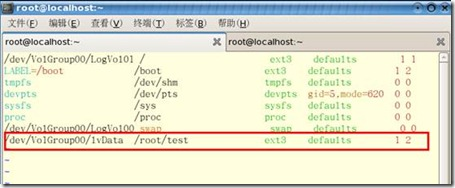 root@localhost:~
文件(F) 编辑(E) 查看(V) 终端(T) 标签(B) 帮助(H)
root@localhost:~ root@localhost:~
/dev/VolGroup00/LogVol01 / ext3 defaults 1 1
LABEL=/boot /boot ext3 defaults 1 2
tmpfs /dev/shm tmpfs defaults 0 0
devpts /dev/pts devpts gid=5,mode=620 0 0
sysfs /sys sysfs defaults 0 0
proc /proc proc defaults 0 0
/dev/VolGroup00/LogVol00 swap swap defaults 0 0
/dev/VolGroup00/lvData /root/test ext3 defaults 1 2
~
~